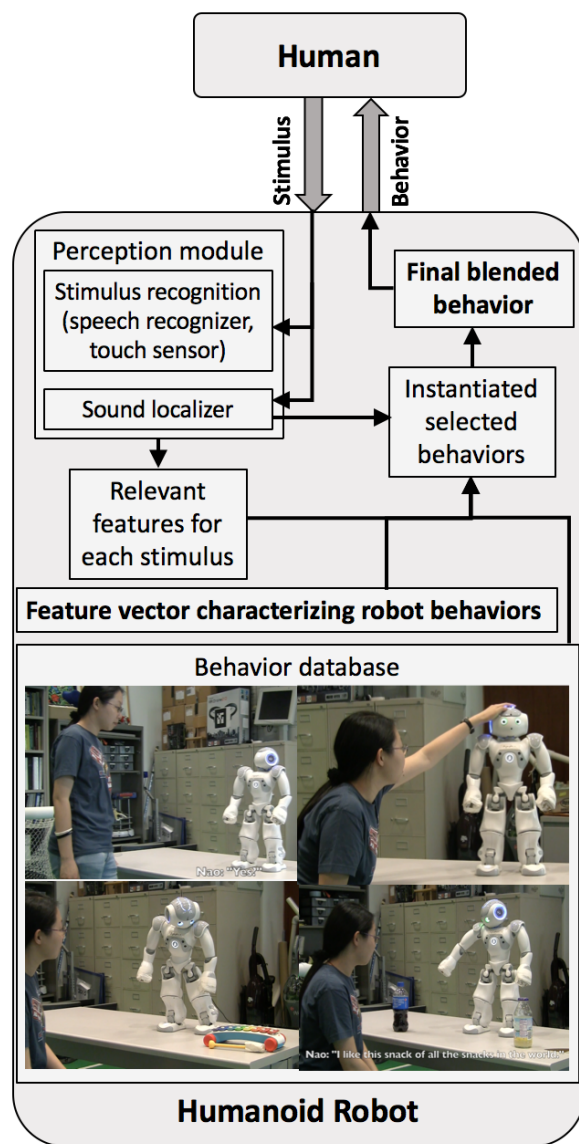 Human
Stimulus
Behavior
Perception module
Stimulus recognition
(speech recognizer,
touch sensor)
Sound localizer
Final blended
behavior
Instantiated
selected
behaviors
Relevant
features for
each stimulus
Feature vector characterizing robot behaviors
Behavior database
Nao: "Yes."
Nao: "I like this snack of all the snacks in the world."
Humanoid Robot